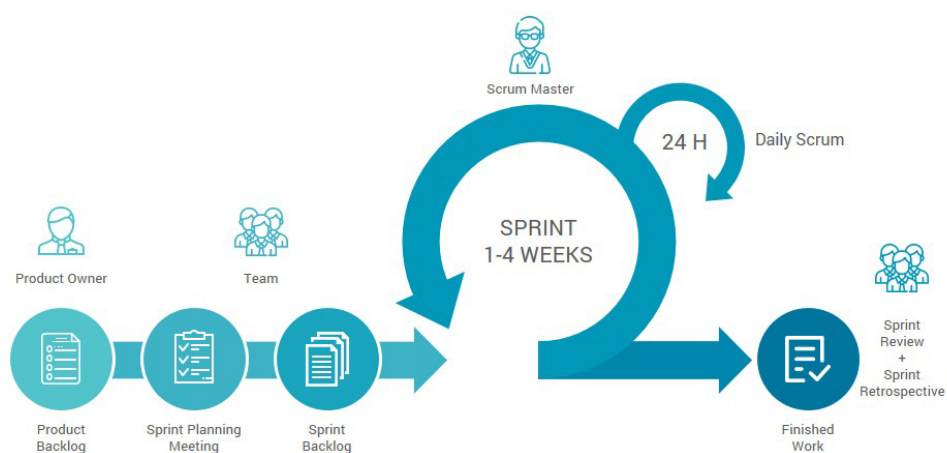 Scrum Master
24 H
Daily Scrum
SPRINT
1-4 WEEKS
Product Owner
Team
Sprint
Review
+
Sprint
Retrospective
Product
Backlog
Sprint Planning
Meeting
Sprint
Backlog
Finished
Work